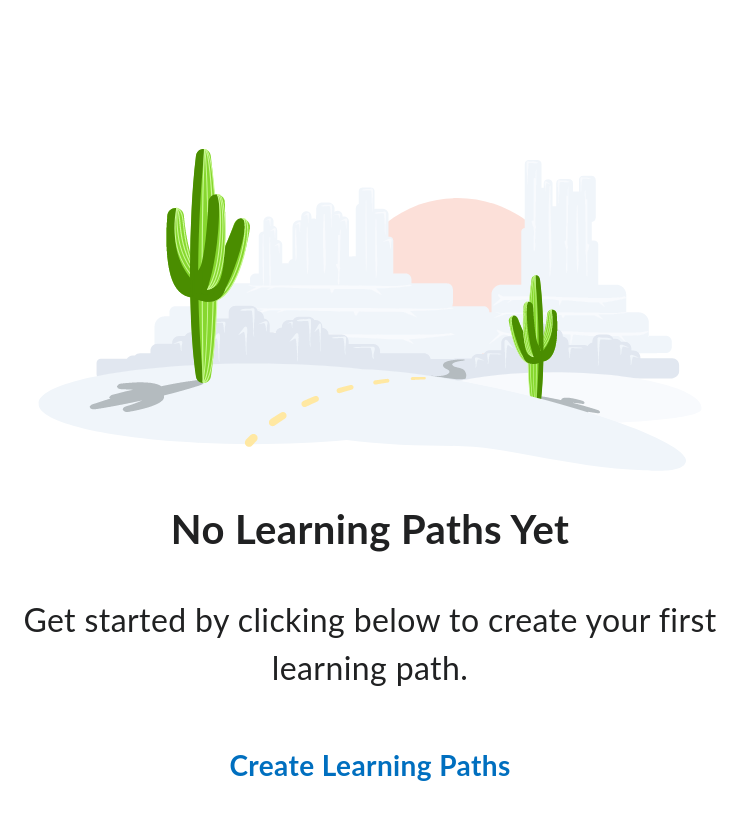 No Learning Paths Yet
Get started by clicking below to create your first
learning path.
Create Learning Paths